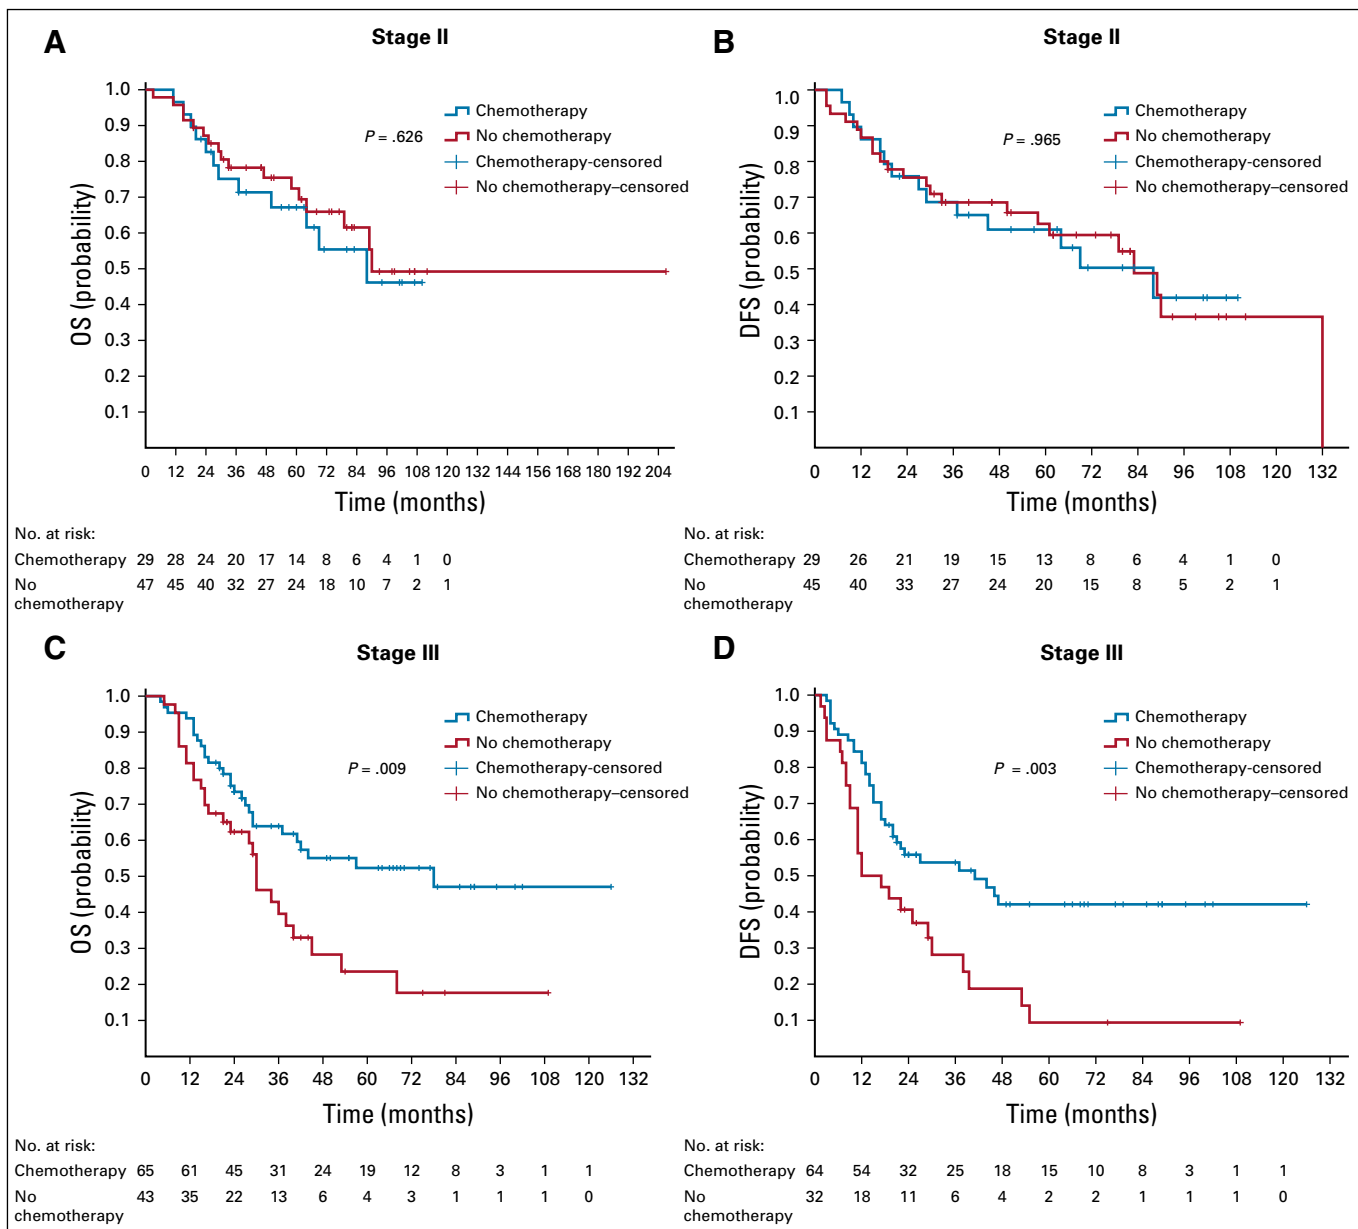 A
Stage II
OS (probability)
1.0
0.9
0.8
0.7
0.6
0.5
0.4
0.3
0.2
0.1
P = .626
Chemotherapy
No chemotherapy
Chemotherapy-censored
No chemotherapy–censored
0 12 24 36 48 60 72 84 96 108 120 132 144 156 168 180 192 204
Time (months)
No. at risk:
Chemotherapy 29 28 24 20 17 14 8 6 4 1 0
No 47 45 40 32 27 24 18 10 7 2 1
chemotherapy
B
Stage II
DFS (probability)
1.0
0.9
0.8
0.7
0.6
0.5
0.4
0.3
0.2
0.1
P = .965
Chemotherapy
No chemotherapy
Chemotherapy-censored
No chemotherapy–censored
0 12 24 36 48 60 72 84 96 108 120 132
Time (months)
No. at risk:
Chemotherapy 29 26 21 19 15 13 8 6 4 1 0
No 45 40 33 27 24 20 15 8 5 2 1
chemotherapy
C
Stage III
OS (probability)
1.0
0.9
0.8
0.7
0.6
0.5
0.4
0.3
0.2
0.1
P = .009
Chemotherapy
No chemotherapy
Chemotherapy-censored
No chemotherapy–censored
0 12 24 36 48 60 72 84 96 108 120 132
Time (months)
No. at risk:
Chemotherapy 65 61 45 31 24 19 12 8 3 1 1
No 43 35 22 13 6 4 3 1 1 1 0
chemotherapy
D
Stage III
DFS (probability)
1.0
0.9
0.8
0.7
0.6
0.5
0.4
0.3
0.2
0.1
P = .003
Chemotherapy
No chemotherapy
Chemotherapy-censored
No chemotherapy–censored
0 12 24 36 48 60 72 84 96 108 120 132
Time (months)
No. at risk:
Chemotherapy 64 54 32 25 18 15 10 8 3 1 1
No 32 18 11 6 4 2 2 1 1 1 0
chemotherapy